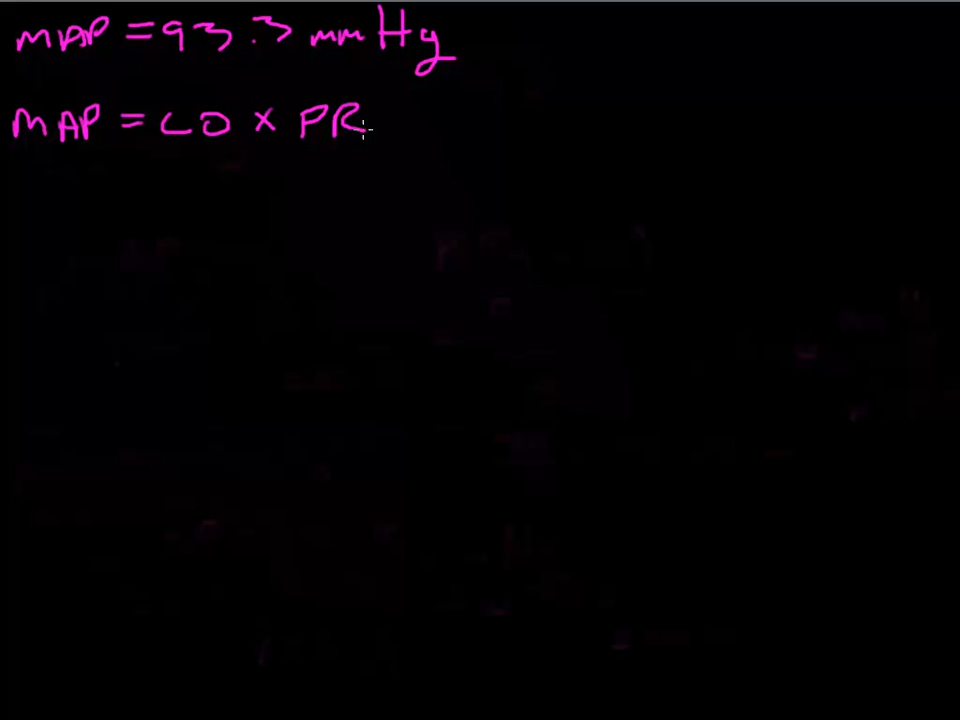 MAP = 93.3 mmHg
MAP = CO × PR